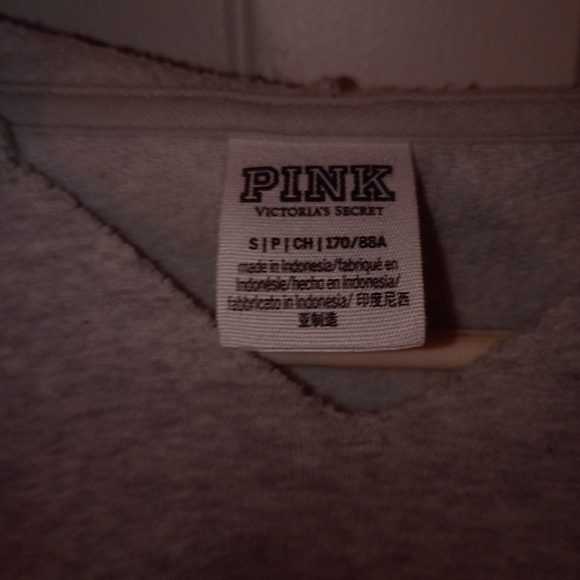 PINK
VICTORIA'S SECRET
S | P | CH | 170/88A
made in Indonesia/fabriqué en
Indonésie/hecho en Indonesia/
fabbricato in Indonesia/ 印度尼西
亚制造